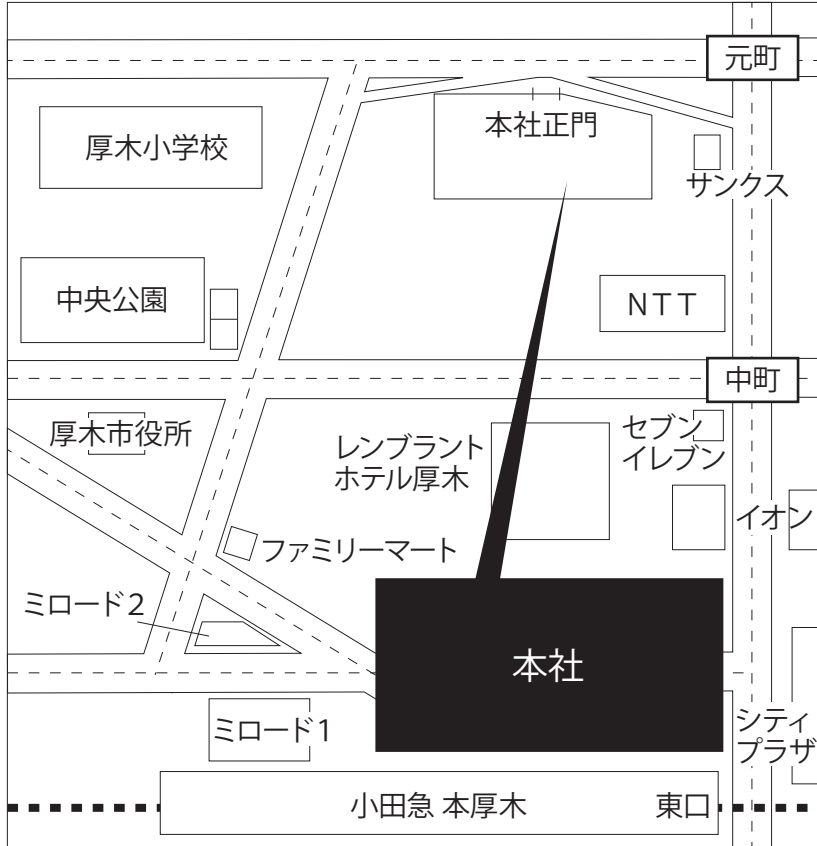 元町
本社正門
厚木小学校
サンクス
中央公園
NTT
中町
厚木市役所
レンブラント
ホテル厚木
セブン
イレブン
イオン
ファミリーマート
ミロード2
本社
ミロード1
シティ
プラザ
小田急 本厚木
東口